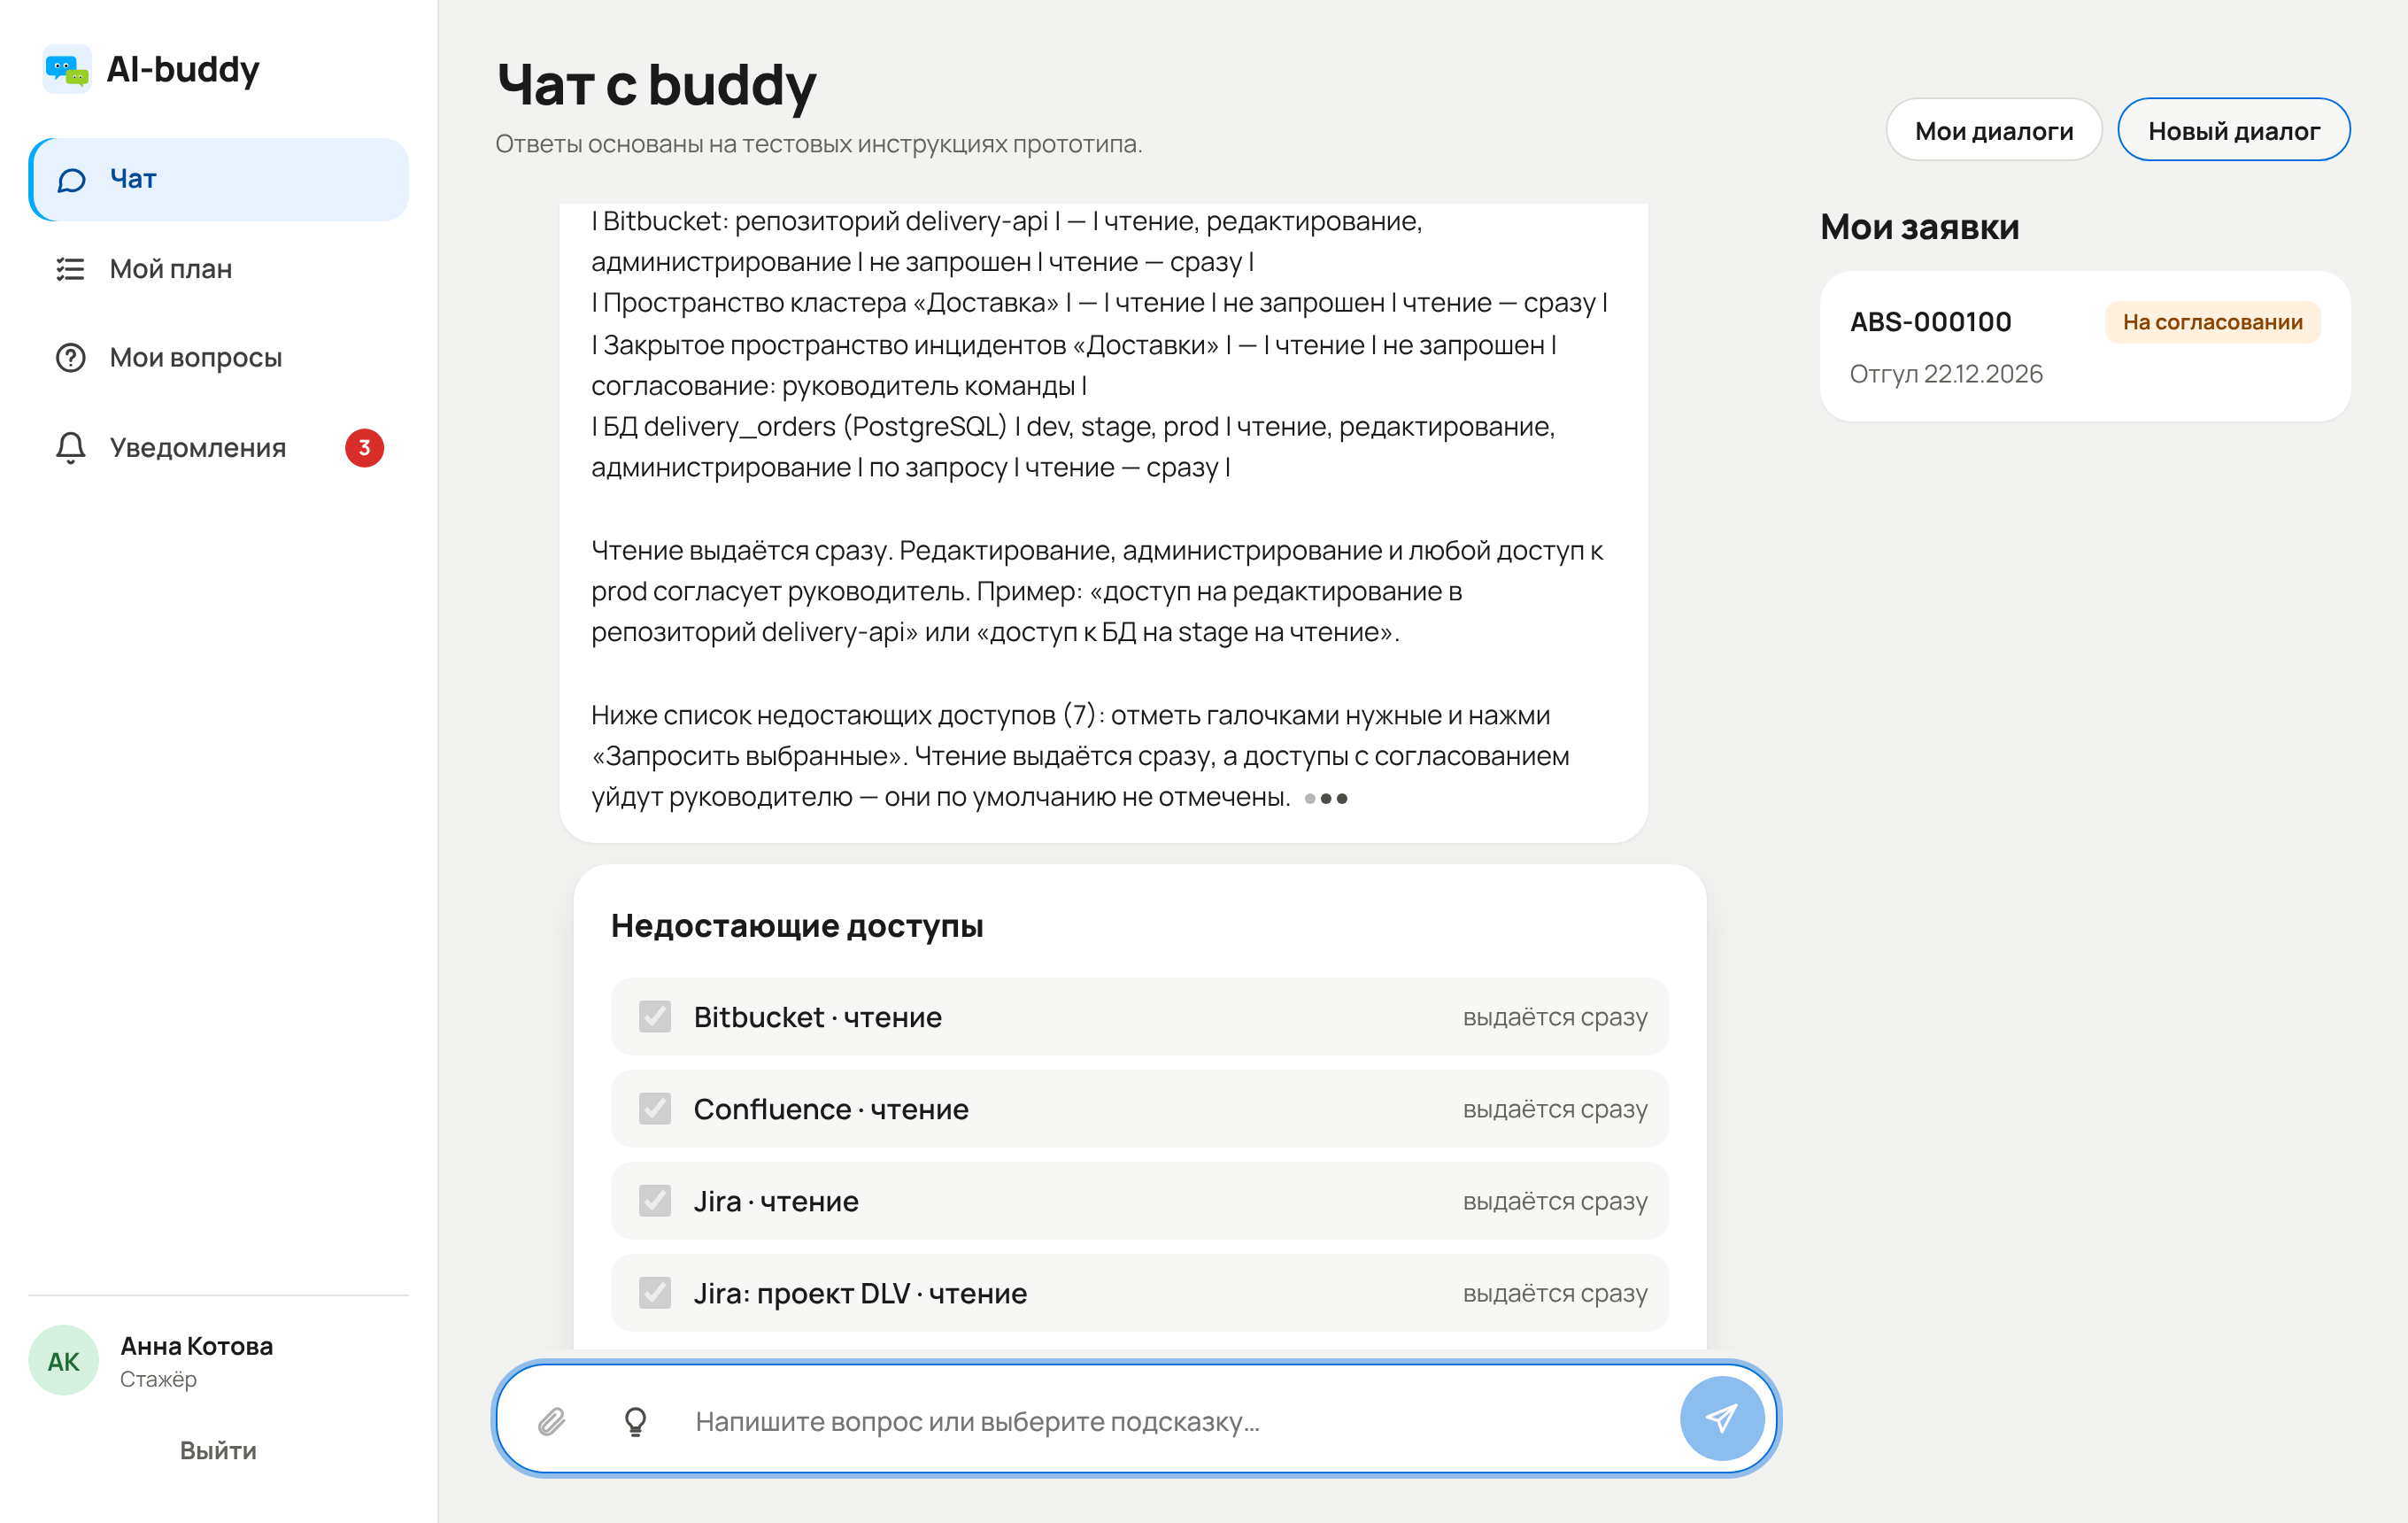 AI-buddy
Чат
Мой план
Мои вопросы
Уведомления
3
Анна Котова
АК
Стажёр
Выйти
Чат с buddy
Ответы основаны на тестовых инструкциях прототипа.
Мои диалоги
Новый диалог
| Bitbucket: репозиторий delivery-api | — | чтение, редактирование,
администрирование | не запрошен | чтение — сразу |
| Пространство кластера «Доставка» | — | чтение | не запрошен | чтение — сразу |
| Закрытое пространство инцидентов «Доставки» | — | чтение | не запрошен |
согласование: руководитель команды |
| БД delivery_orders (PostgreSQL) | dev, stage, prod | чтение, редактирование,
администрирование | по запросу | чтение — сразу |
Чтение выдаётся сразу. Редактирование, администрирование и любой доступ к
prod согласует руководитель. Пример: «доступ на редактирование в
репозиторий delivery-api» или «доступ к БД на stage на чтение».
Ниже список недостающих доступов (7): отметь галочками нужные и нажми
«Запросить выбранные». Чтение выдаётся сразу, а доступы с согласованием
уйдут руководителю — они по умолчанию не отмечены.
Недостающие доступы
Bitbucket · чтение
выдаётся сразу
Confluence · чтение
выдаётся сразу
Jira · чтение
выдаётся сразу
Jira: проект DLV · чтение
выдаётся сразу
Напишите вопрос или выберите подсказку...
Мои заявки
ABS-000100
На согласовании
Отгул 22.12.2026